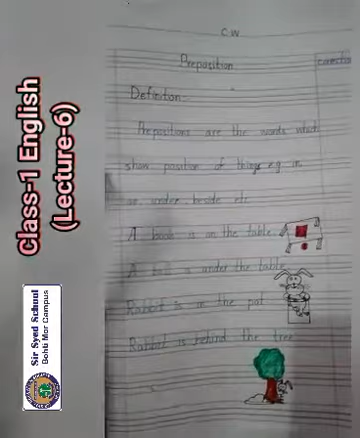 Class-1 English
(Lecture-6)
Sir Syed School
Bohti Mor Campus
C W
Preposition
Definition:-
Prepositions are the words which
show position of things e.g in
on, under, beside etc
A book is on the table.
A ball is under the table
Rabbit is in the pot
Rabbit is behind the tree